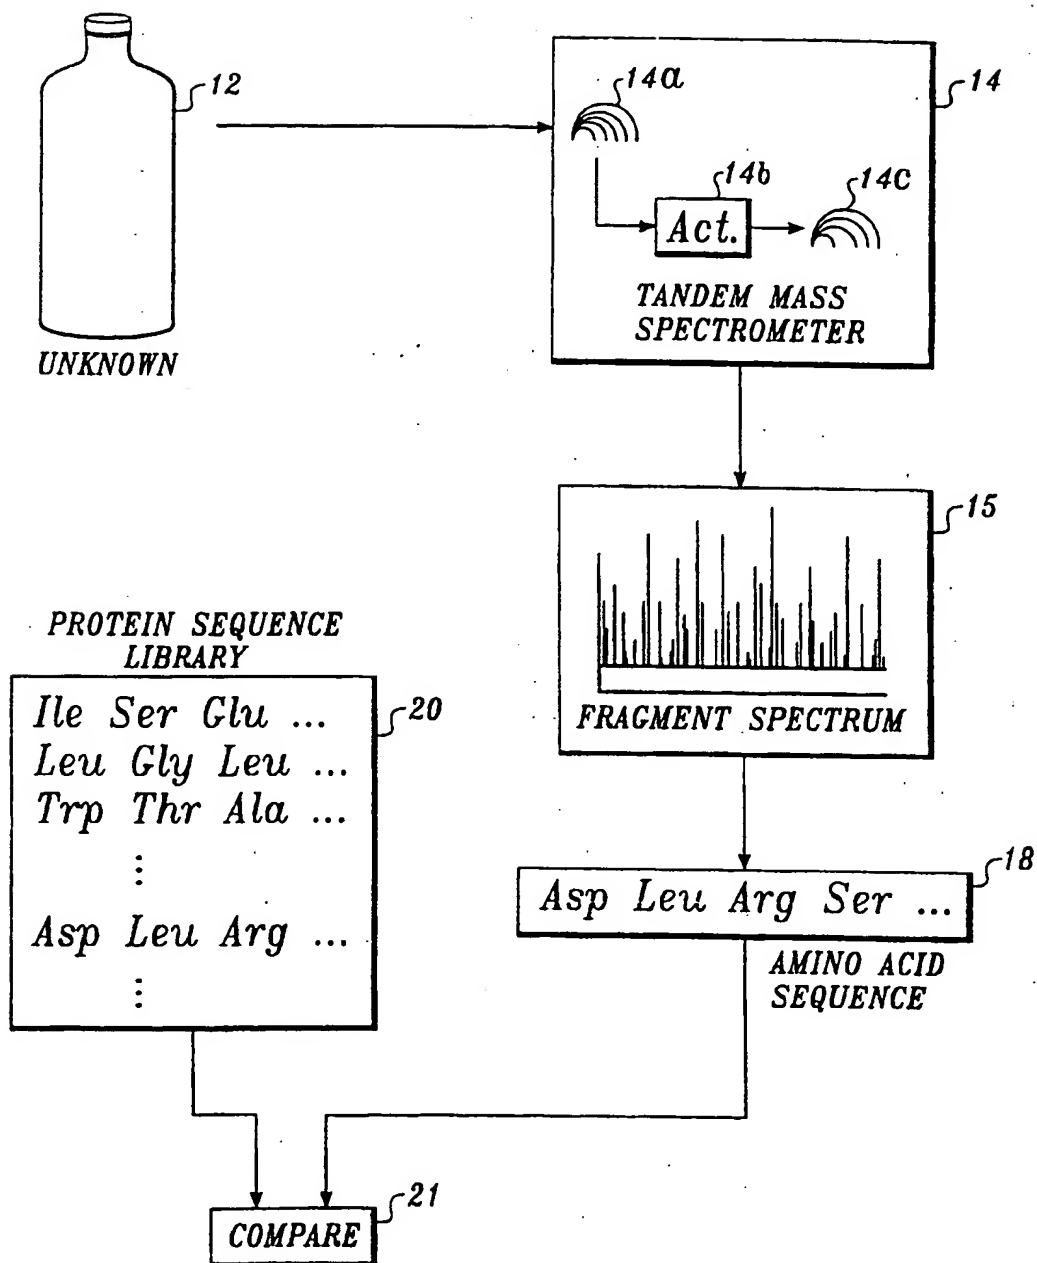 12
UNKNOWN
14
14a
14b
14c
Act.
TANDEM MASS
SPECTROMETER
15
FRAGMENT SPECTRUM
PROTEIN SEQUENCE
LIBRARY
20
Ile Ser Glu ...
Leu Gly Leu ...
Trp Thr Ala ...
⋮
Asp Leu Arg ...
⋮
18
Asp Leu Arg Ser ...
AMINO ACID
SEQUENCE
21
COMPARE